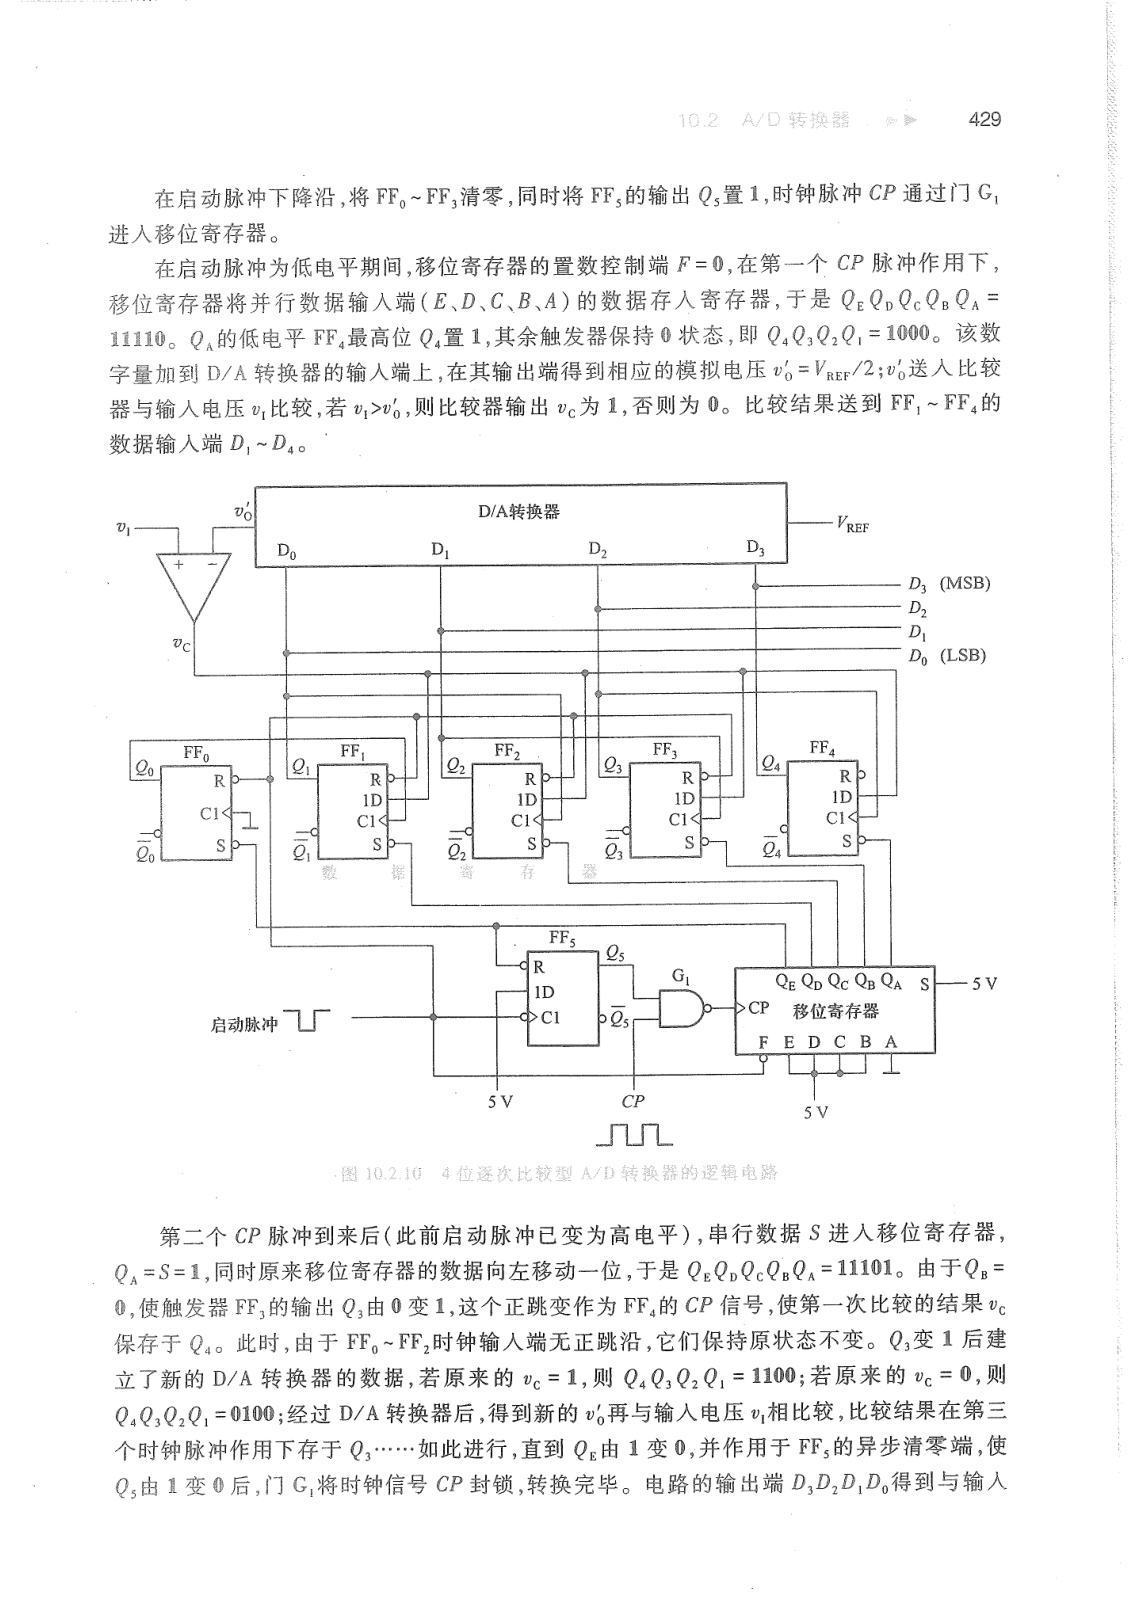 10.2 A/D 转换器 429
在启动脉冲下降沿,将 FF₀~FF₃清零,同时将 FF₅的输出 Q₅置 1,时钟脉冲 CP 通过门 G₁
进入移位寄存器。
在启动脉冲为低电平期间,移位寄存器的置数控制端 F=0,在第一个 CP 脉冲作用下,
移位寄存器将并行数据输入端(E、D、C、B、A)的数据存入寄存器,于是 Q_E Q_D Q_C Q_B Q_A =
11110。Q_A的低电平 FF₄最高位 Q₄置 1,其余触发器保持 0 状态,即 Q₄Q₃Q₂Q₁=1000。该数
字量加到 D/A 转换器的输入端上,在其输出端得到相应的模拟电压 v′_O=V_REF/2;v′_O送入比较
器与输入电压 v_I比较,若 v_I>v′_O,则比较器输出 v_C为 1,否则为 0。比较结果送到 FF₁~FF₄的
数据输入端 D₁~D₄。
D/A转换器
v_I
v′_O
V_REF
D₀ D₁ D₂ D₃
+ −
D₃ (MSB)
D₂
D₁
D₀ (LSB)
v_C
FF₀ FF₁ FF₂ FF₃ FF₄
Q₀ Q₁ Q₂ Q₃ Q₄
R R R R R
1D 1D 1D 1D
C1 C1 C1 C1 C1
S S S S S
Q̅₀ Q̅₁ Q̅₂ Q̅₃ Q̅₄
数 据 寄 存 器
FF₅
Q₅
R
1D
C1
Q̅₅
G₁
Q_E Q_D Q_C Q_B Q_A S 5 V
CP 移位寄存器
F E D C B A
启动脉冲
5 V
CP
5 V
图 10.2.10 4 位逐次比较型 A/D 转换器的逻辑电路
第二个 CP 脉冲到来后(此前启动脉冲已变为高电平),串行数据 S 进入移位寄存器,
Q_A=S=1,同时原来移位寄存器的数据向左移动一位,于是 Q_E Q_D Q_C Q_B Q_A=11101。由于Q_B=
0,使触发器 FF₃的输出 Q₃由 0 变 1,这个正跳变作为 FF₄的 CP 信号,使第一次比较的结果 v_C
保存于 Q₄。此时,由于 FF₀~FF₂时钟输入端无正跳沿,它们保持原状态不变。Q₃变 1 后建
立了新的 D/A 转换器的数据,若原来的 v_C=1,则 Q₄Q₃Q₂Q₁=1100;若原来的 v_C=0,则
Q₄Q₃Q₂Q₁=0100;经过 D/A 转换器后,得到新的 v′_O再与输入电压 v_I相比较,比较结果在第三
个时钟脉冲作用下存于 Q₃……如此进行,直到 Q_E由 1 变 0,并作用于 FF₅的异步清零端,使
Q₅由 1 变 0 后,门 G₁将时钟信号 CP 封锁,转换完毕。电路的输出端 D₃D₂D₁D₀得到与输入